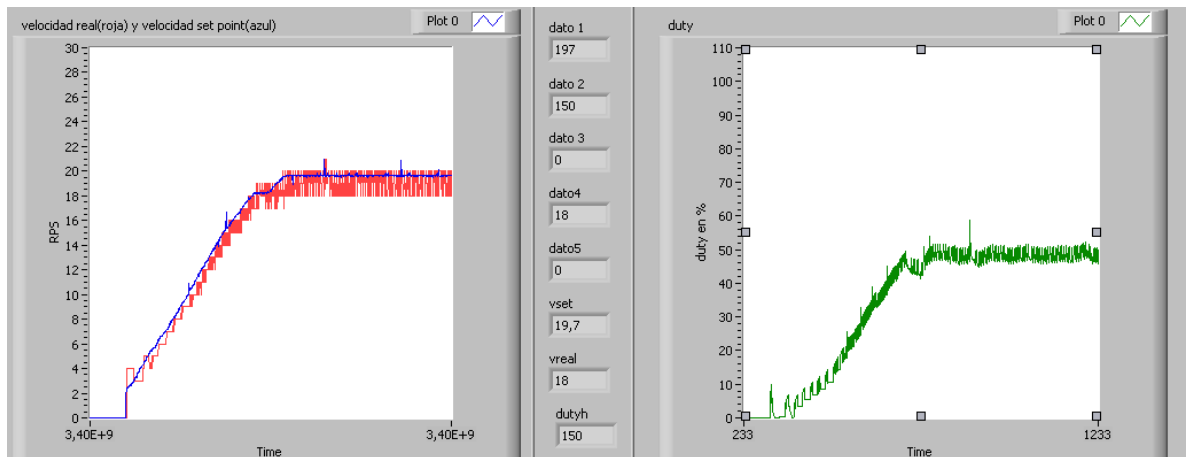 velocidad real(roja) y velocidad set point(azul)
Plot 0
30
28
26
24
22
20
18
16
14
12
10
8
6
4
2
0
RPS
3,40E+9
3,40E+9
Time
dato 1
197
dato 2
150
dato 3
0
dato4
18
dato5
0
vset
19,7
vreal
18
dutyh
150
duty
Plot 0
110
100
90
80
70
60
50
40
30
20
10
0
duty en %
233
1233
Time